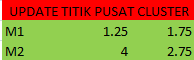 UPDATE TITIK PUSAT CLUSTER
M1 1.25 1.75
M2 4 2.75